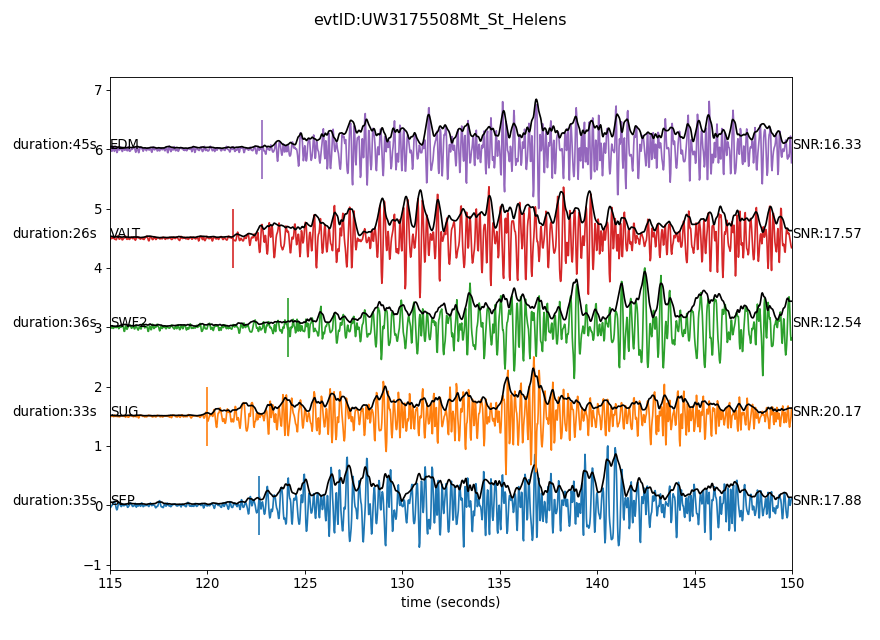 evtID:UW3175508Mt_St_Helens
7
duration:45s
EDM
6
SNR:16.33
5
duration:26s
VALT
SNR:17.57
4
duration:36s
SWF2
3
SNR:12.54
2
duration:33s
SUG
SNR:20.17
1
duration:35s
SEP
0
SNR:17.88
−1
115 120 125 130 135 140 145 150
time (seconds)